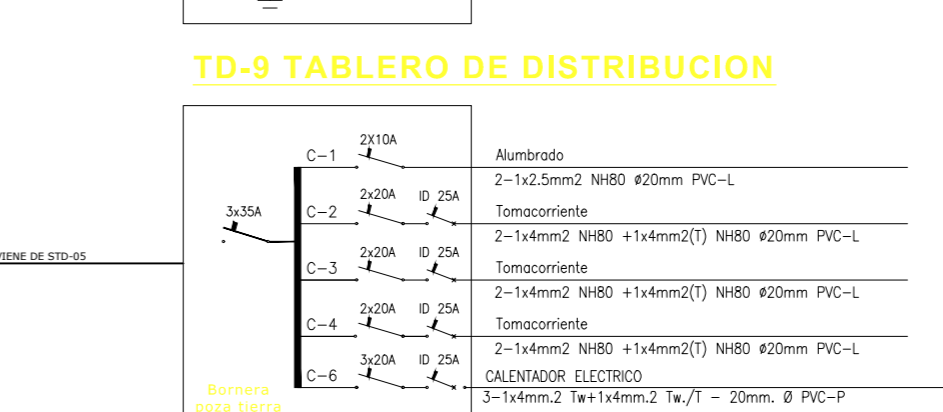 TD-9 TABLERO DE DISTRIBUCION
2X10A
C-1
Alumbrado
2-1x2.5mm2 NH80 ø20mm PVC-L
3x35A
2x20A
ID 25A
C-2
Tomacorriente
2-1x4mm2 NH80 +1x4mm2(T) NH80 ø20mm PVC-L
VIENE DE STD-05
2x20A
ID 25A
C-3
Tomacorriente
2-1x4mm2 NH80 +1x4mm2(T) NH80 ø20mm PVC-L
2x20A
ID 25A
C-4
Tomacorriente
2-1x4mm2 NH80 +1x4mm2(T) NH80 ø20mm PVC-L
3x20A
ID 25A
C-6
CALENTADOR ELECTRICO
3-1x4mm.2 Tw+1x4mm.2 Tw./T - 20mm. Ø PVC-P
Bornera
poza tierra